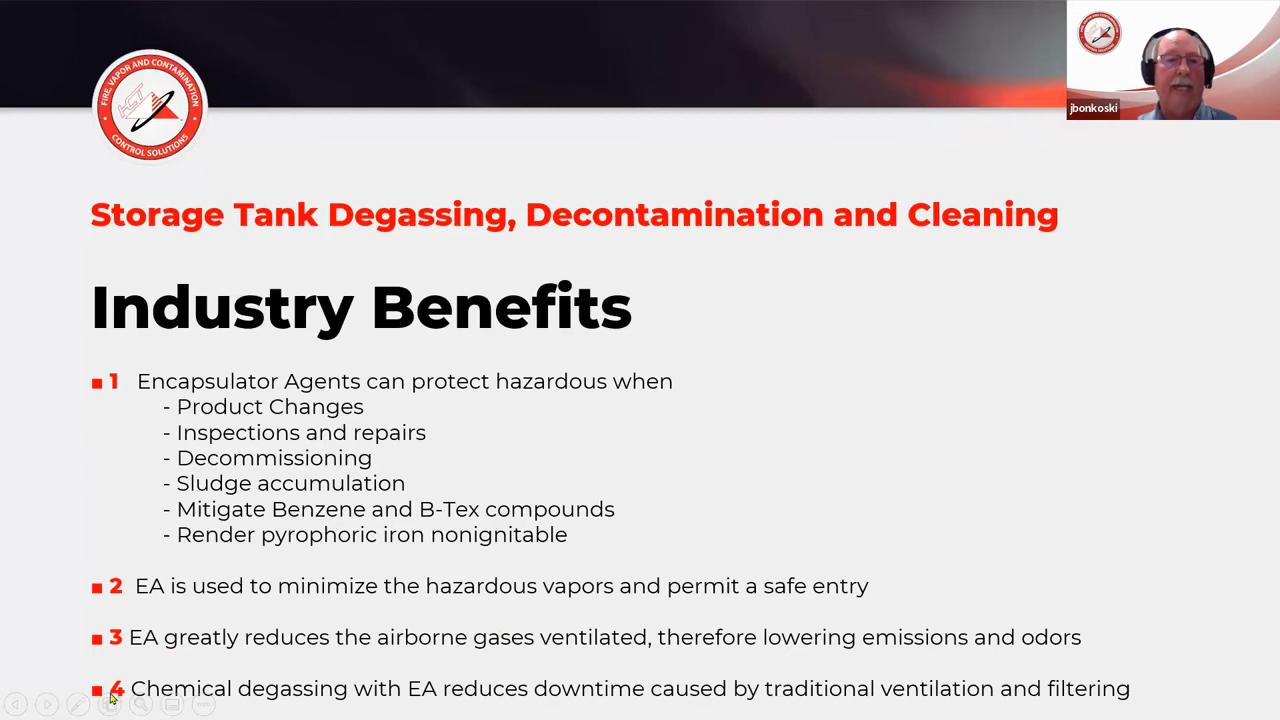 FIRE, VAPOR AND CONTAMINATION
HCT
CONTROL SOLUTIONS
jbonkoski
Storage Tank Degassing, Decontamination and Cleaning
Industry Benefits
1 Encapsulator Agents can protect hazardous when
- Product Changes
- Inspections and repairs
- Decommissioning
- Sludge accumulation
- Mitigate Benzene and B-Tex compounds
- Render pyrophoric iron nonignitable
2 EA is used to minimize the hazardous vapors and permit a safe entry
3 EA greatly reduces the airborne gases ventilated, therefore lowering emissions and odors
4 Chemical degassing with EA reduces downtime caused by traditional ventilation and filtering